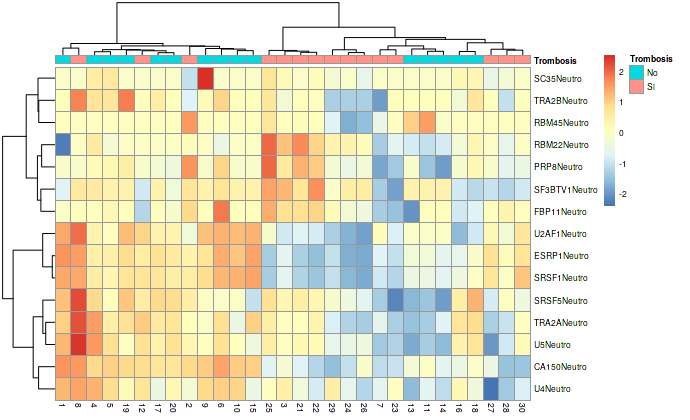 Trombosis
SC35Neutro
TRA2BNeutro
RBM45Neutro
RBM22Neutro
PRP8Neutro
SF3BTV1Neutro
FBP11Neutro
U2AF1Neutro
ESRP1Neutro
SRSF1Neutro
SRSF5Neutro
TRA2ANeutro
U5Neutro
CA150Neutro
U4Neutro
1 8 4 5 19 12 17 20 2 9 6 10 15 25 3 21 22 29 24 26 7 23 13 11 14 16 18 27 28 30
2
1
0
-1
-2
Trombosis
No
SI